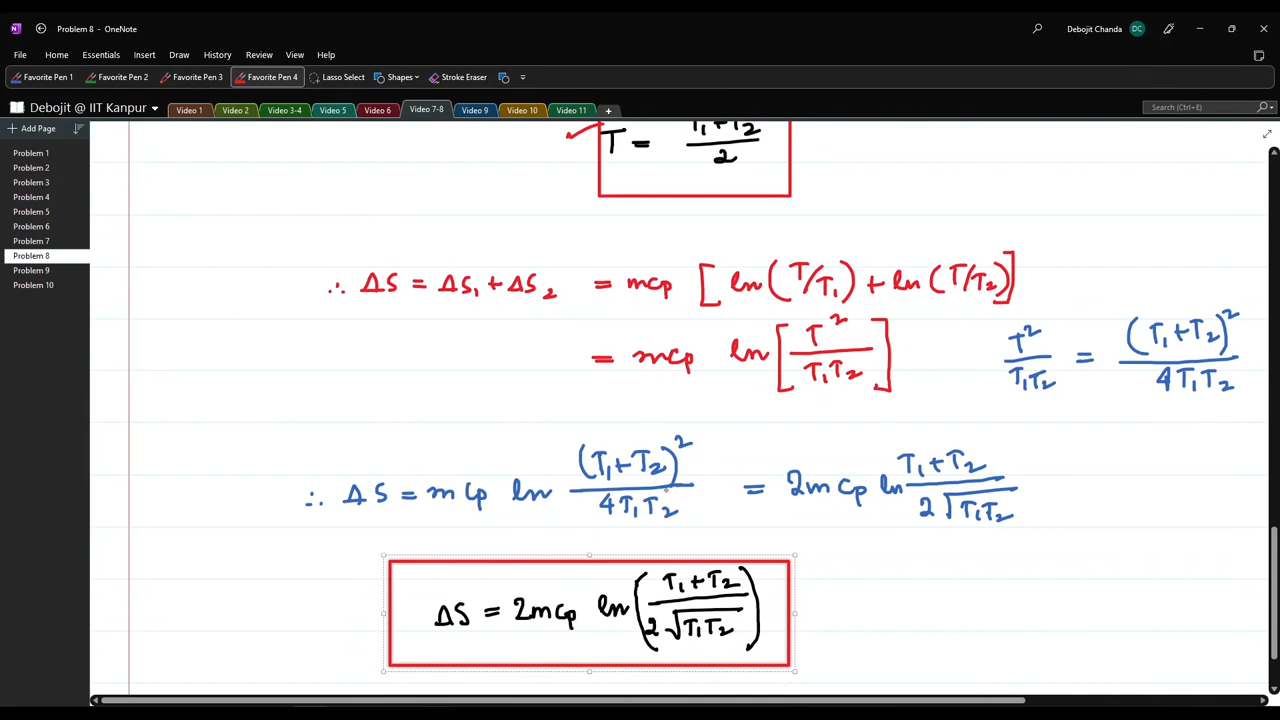 Problem 8 - OneNote
Debojit Chanda DC
File Home Essentials Insert Draw History Review View Help
Favorite Pen 1 Favorite Pen 2 Favorite Pen 3 Favorite Pen 4 Lasso Select Shapes Stroke Eraser
Debojit @ IIT Kanpur Video 1 Video 2 Video 3-4 Video 5 Video 6 Video 7-8 Video 9 Video 10 Video 11 + Search (Ctrl+E)
+ Add Page
Problem 1
Problem 2
Problem 3
Problem 4
Problem 5
Problem 6
Problem 7
Problem 8
Problem 9
Problem 10
T = (T₁+T₂)/2
∴ ΔS = ΔS₁ + ΔS₂ = mcp [ln(T/T₁) + ln(T/T₂)]
= mcp ln[T²/T₁T₂] T²/T₁T₂ = (T₁+T₂)²/4T₁T₂
∴ ΔS = mcp ln (T₁+T₂)²/4T₁T₂ = 2mcp ln (T₁+T₂)/2√T₁T₂
ΔS = 2mcp ln((T₁+T₂)/2√T₁T₂)